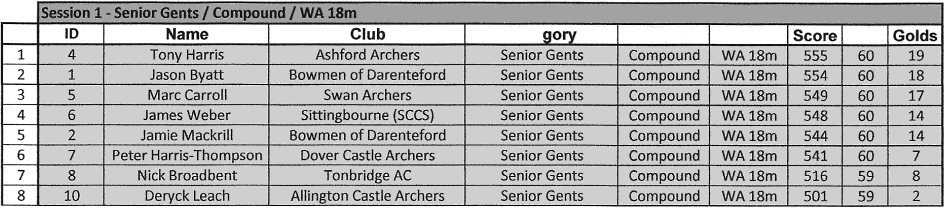 Session 1 - Senior Gents / Compound / WA 18m
ID Name Club gory Score Golds
1 4 Tony Harris Ashford Archers Senior Gents Compound WA 18m 555 60 19
2 1 Jason Byatt Bowmen of Darenteford Senior Gents Compound WA 18m 554 60 18
3 5 Marc Carroll Swan Archers Senior Gents Compound WA 18m 549 60 17
4 6 James Weber Sittingbourne (SCCS) Senior Gents Compound WA 18m 548 60 14
5 2 Jamie Mackrill Bowmen of Darenteford Senior Gents Compound WA 18m 544 60 14
6 7 Peter Harris-Thompson Dover Castle Archers Senior Gents Compound WA 18m 541 60 7
7 8 Nick Broadbent Tonbridge AC Senior Gents Compound WA 18m 516 59 8
8 10 Deryck Leach Allington Castle Archers Senior Gents Compound WA 18m 501 59 2